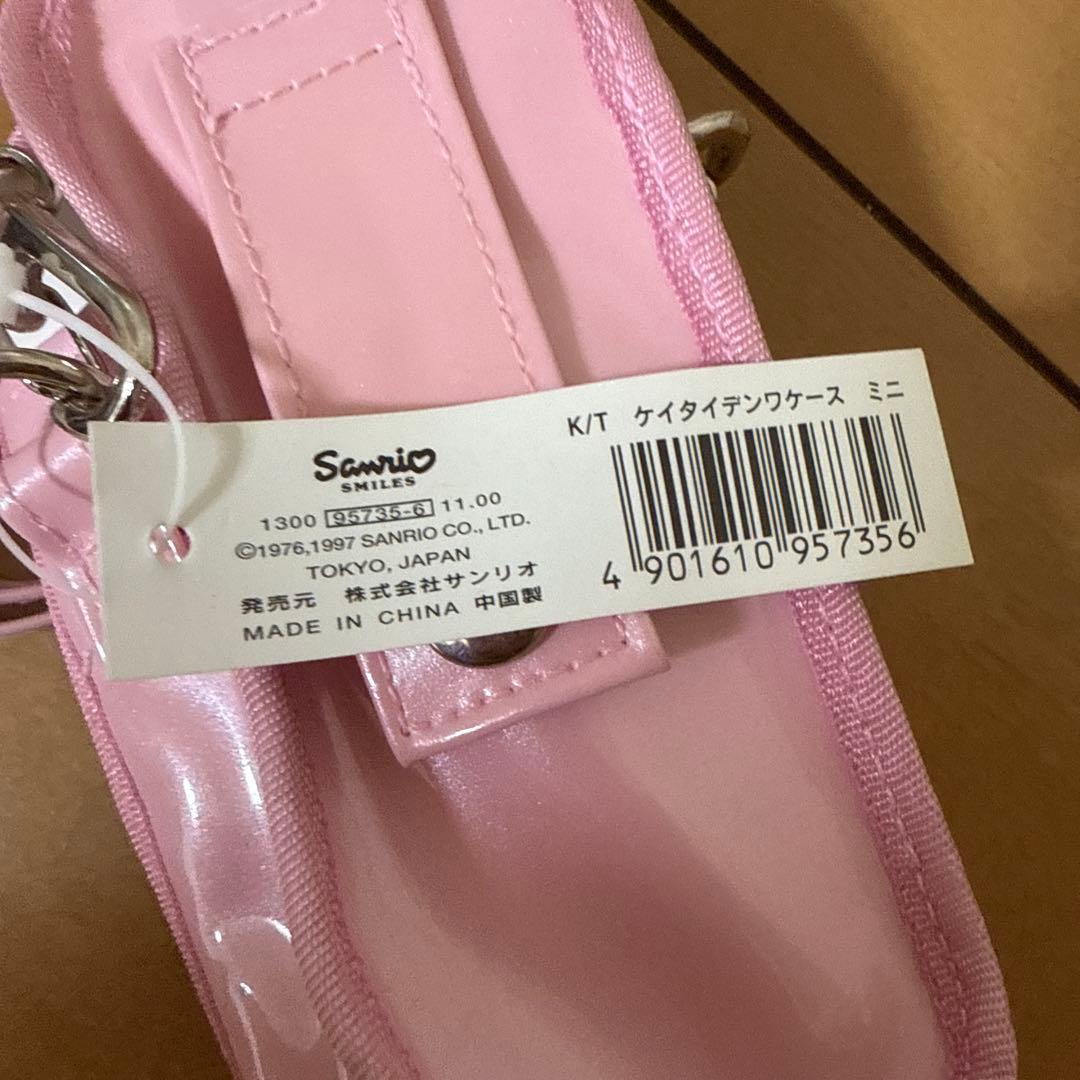 Sanrio
SMILES
1300 95735-6 11.00
©1976,1997 SANRIO CO., LTD.
TOKYO, JAPAN
発売元 株式会社サンリオ
MADE IN CHINA 中国製
K/T ケイタイデンワケース ミニ
4 901610 957356